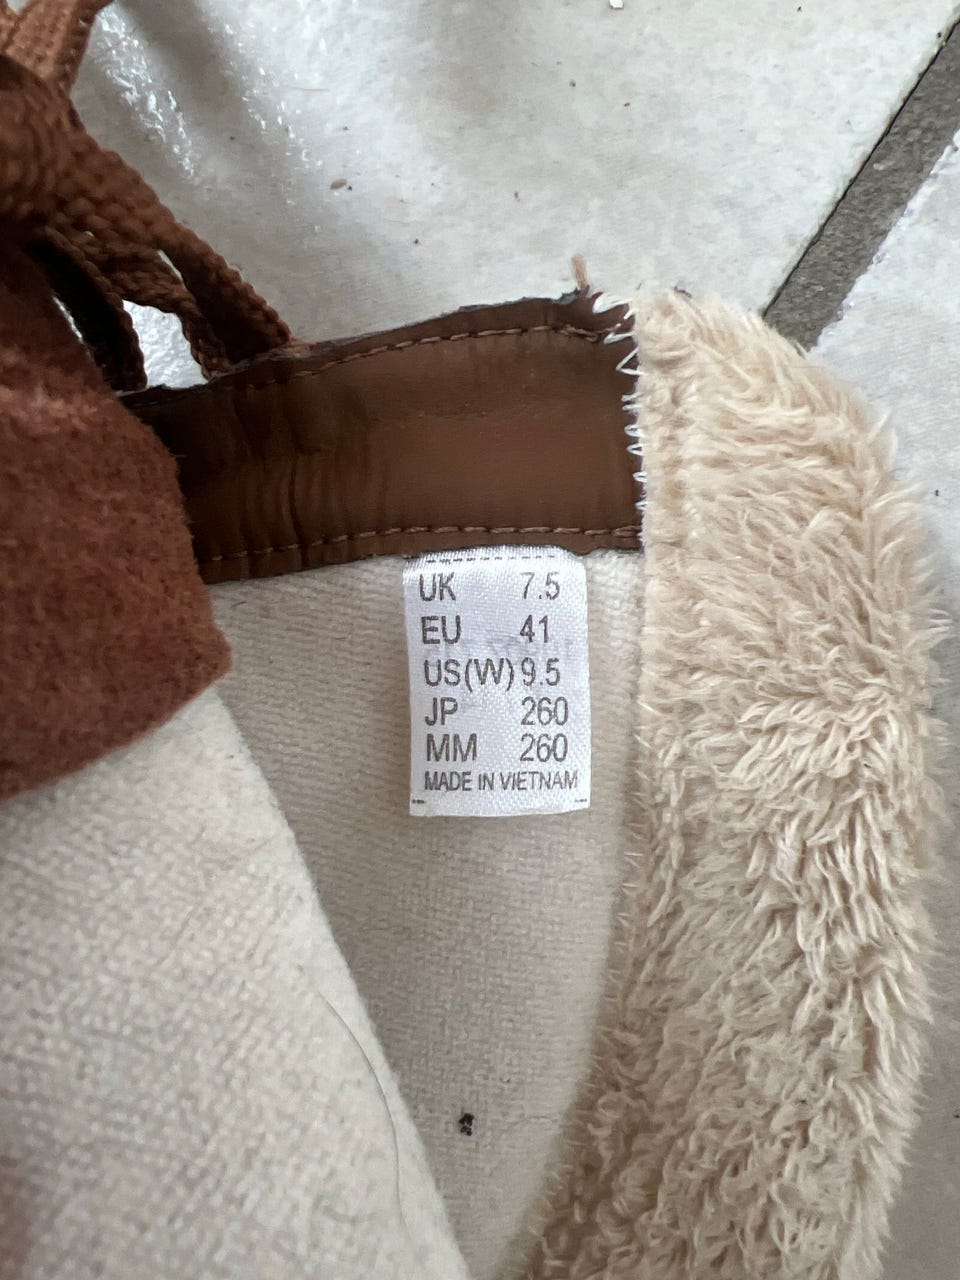 UK 7.5
EU 41
US(W) 9.5
JP 260
MM 260
MADE IN VIETNAM